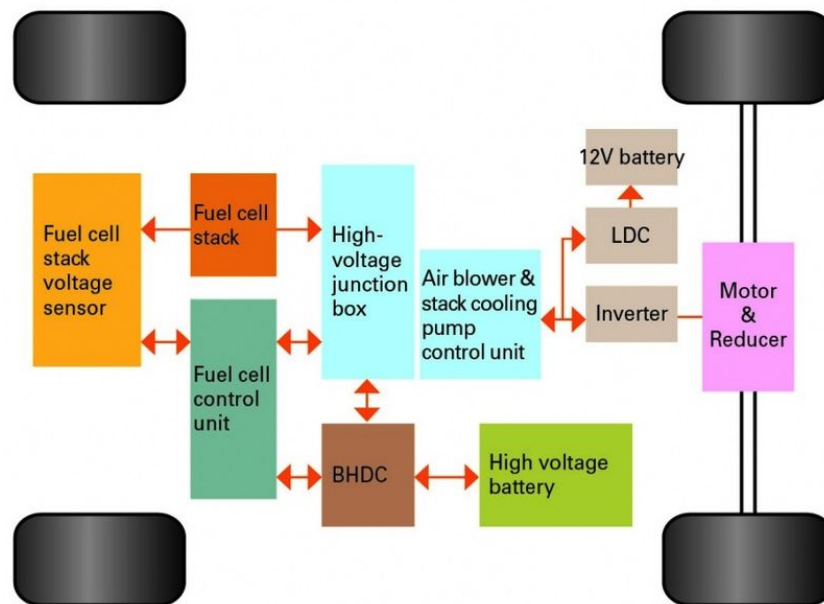 12V battery
Fuel cell
stack
voltage
sensor
Fuel cell
stack
High-
voltage
junction
box
LDC
Air blower &
stack cooling
pump
control unit
Inverter
Motor
&
Reducer
Fuel cell
control
unit
BHDC
High voltage
battery